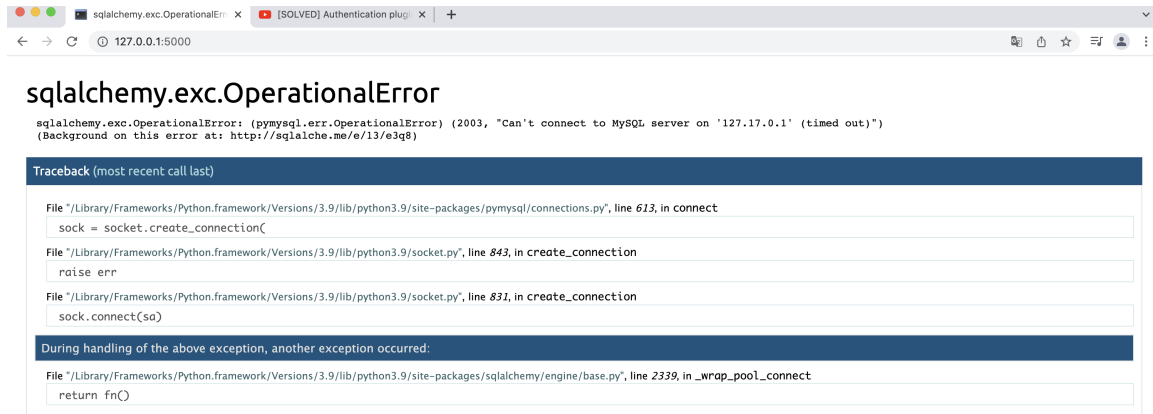 sqlalchemy.exc.OperationalErr
[SOLVED] Authentication plugi
127.0.0.1:5000
sqlalchemy.exc.OperationalError
sqlalchemy.exc.OperationalError: (pymysql.err.OperationalError) (2003, "Can't connect to MySQL server on '127.17.0.1' (timed out)")
(Background on this error at: http://sqlalche.me/e/13/e3q8)
Traceback (most recent call last)
File "/Library/Frameworks/Python.framework/Versions/3.9/lib/python3.9/site-packages/pymysql/connections.py", line 613, in connect
sock = socket.create_connection(
File "/Library/Frameworks/Python.framework/Versions/3.9/lib/python3.9/socket.py", line 843, in create_connection
raise err
File "/Library/Frameworks/Python.framework/Versions/3.9/lib/python3.9/socket.py", line 831, in create_connection
sock.connect(sa)
During handling of the above exception, another exception occurred:
File "/Library/Frameworks/Python.framework/Versions/3.9/lib/python3.9/site-packages/sqlalchemy/engine/base.py", line 2339, in _wrap_pool_connect
return fn()